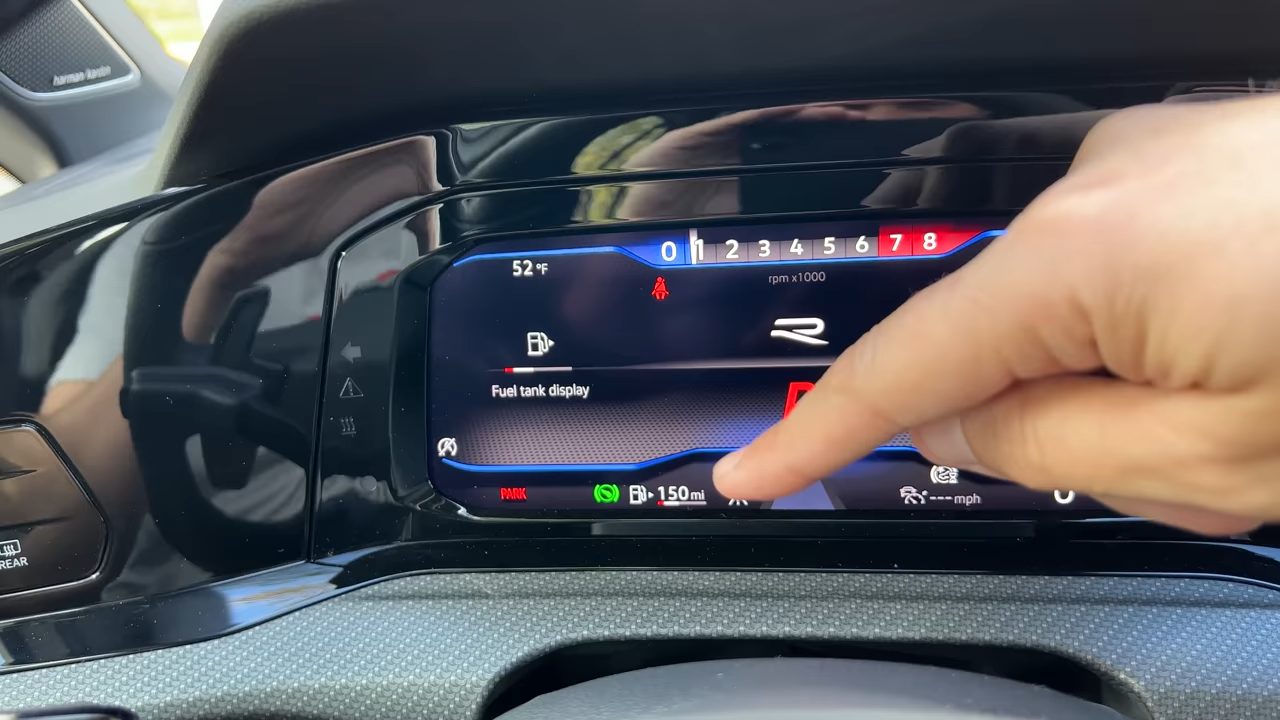 harman kardon
0 1 2 3 4 5 6 7 8
52 °F
rpm x1000
Fuel tank display
PARK
150 mi
--- mph
0
REAR